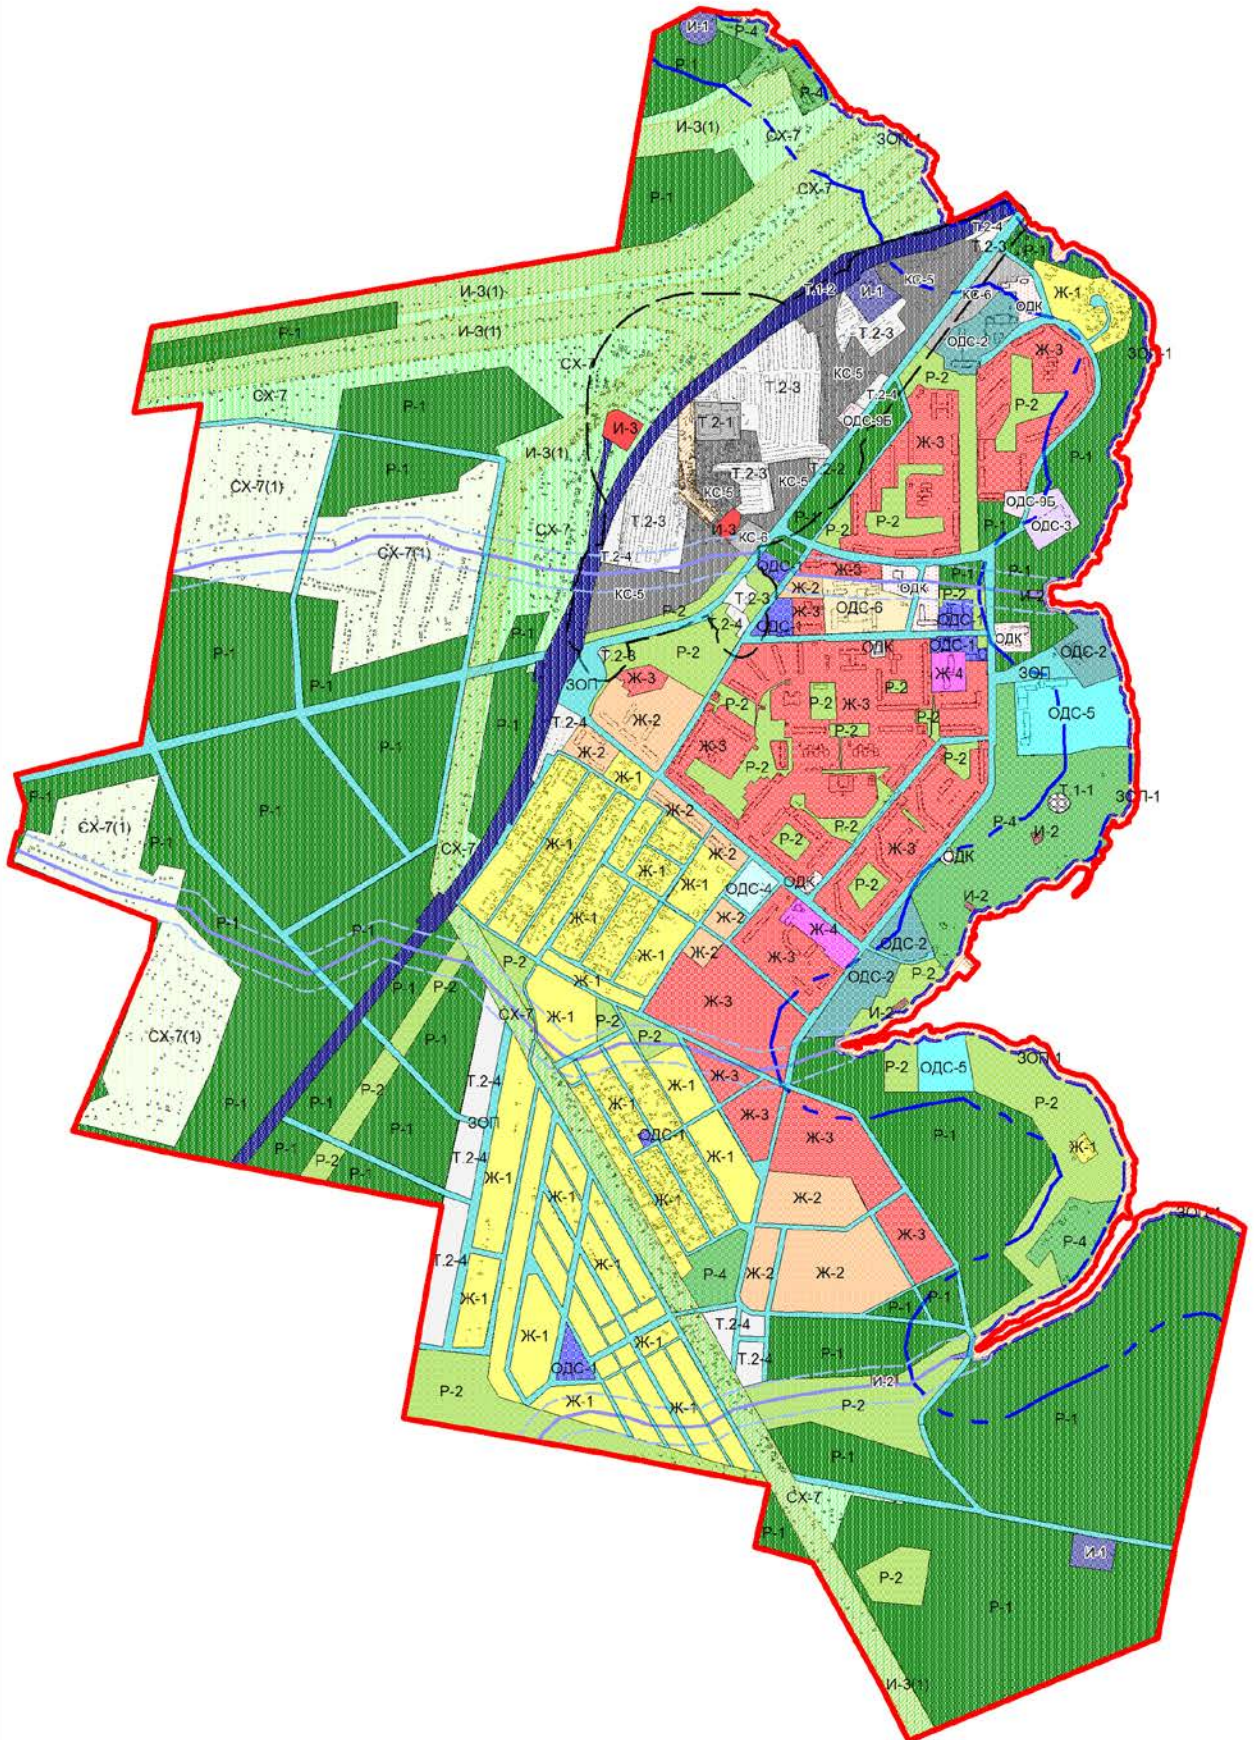 И-1
Р-4
Р-1
Р-4
И-3(1)
СХ-7
ЗОП-1
Р-1
СХ-7
Т.2-4
Т.2-3
Р-1
КС-5
И-3(1)
Т.1-2
И-1
КС-6
Ж-1
ОДК
Р-1
И-3(1)
Т.2-3
ОДС-2
Ж-3
ЗОП-1
СХ-7
КС-5
Р-2
СХ-7
Р-1
Т.2-3
Т.2-4
Р-2
Т.2-1
ОДС-9Б
И-3
Ж-3
И-3(1)
Р-1
Р-1
Т.2-3
Т.2-2
КС-5
СХ-7(1)
КС-5
ОДС-9Б
Р-1
Р-2
Р-2
Р-1
ОДС-3
Т.2-3
СХ-7
И-3
КС-6
СХ-7(1)
Т.2-4
Ж-3
Р-1
Р-1
КС-5
Ж-2
ОДК
Р-2
Т.2-3
Ж-3
ОДС-6
Р-2
Т.2-4
ОДС-1
ОДС-1
Р-1
ОДК
Р-1
Т.2-3
Р-2
ОДК
ОДС-1
ОДС-2
Р-1
ЗОП
Ж-3
Ж-4
ЗОП
Р-2
Р-2
Р-2
Ж-3
Р-2
ОДС-5
Т.2-4
Ж-2
Р-2
Р-1
Р-1
Ж-2
Ж-3
Р-2
Р-2
Р-1
Р-1
Ж-1
Т.1-1
ЗОП-1
Ж-2
Р-2
Р-4
СХ-7(1)
Р-1
СХ-7
Ж-1
Ж-2
Р-2
Ж-3
И-2
ОДК
Ж-1
Ж-1
ОДС-4
ОДК
Р-2
И-2
Р-1
Р-1
Ж-1
Ж-2
Ж-4
ОДС-2
Р-2
Ж-1
Ж-2
Ж-3
ОДС-2
Р-2
Ж-1
Р-1
Р-2
Ж-3
И-2
СХ-7
Ж-1
Р-2
СХ-7(1)
Р-1
Р-2
ЗОП-1
Р-2
ОДС-5
Т.2-4
Ж-1
Ж-3
Р-2
Р-2
Р-1
Р-1
Ж-1
Ж-3
ЗОП
Р-1
ОДС-1
Ж-3
Р-1
Р-1
Р-2
Р-1
Т.2-4
Ж-1
Ж-1
Ж-1
Ж-1
Ж-1
Ж-2
ЗОП-1
Ж-3
Р-4
Т.2-4
Ж-1
Р-4
Ж-2
Ж-2
Ж-1
Р-1
Р-1
Ж-1
Ж-1
Т.2-4
Р-1
ОДС-1
Т.2-4
Р-2
Ж-1
Ж-1
И-2
Р-2
Р-1
Р-1
СХ-7
Р-1
И-1
Р-2
Р-1
И-3(1)